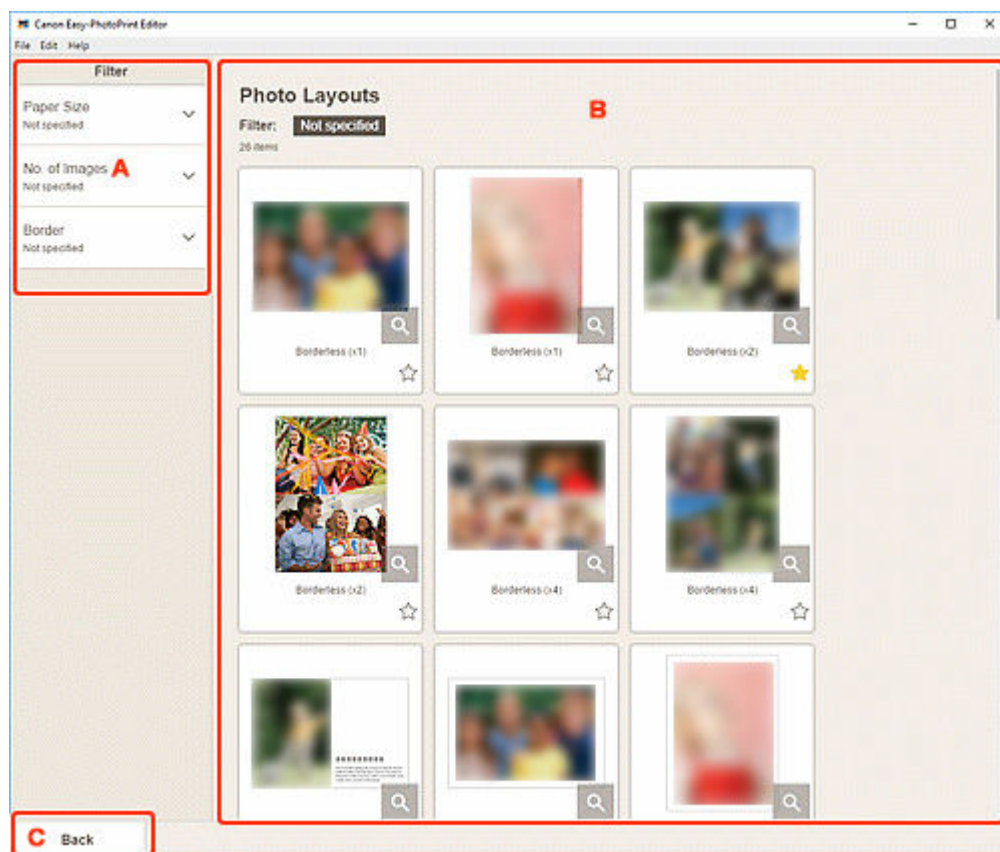 Canon Easy-PhotoPrint Editor
File Edit Help
Filter
Paper Size
Not specified
No. of Images A
Not specified
Border
Not specified
Photo Layouts
B
Filter: Not specified
26 items
Borderless (x1)
Borderless (x1)
Borderless (x2)
Borderless (x2)
Borderless (x4)
Borderless (x4)
C Back